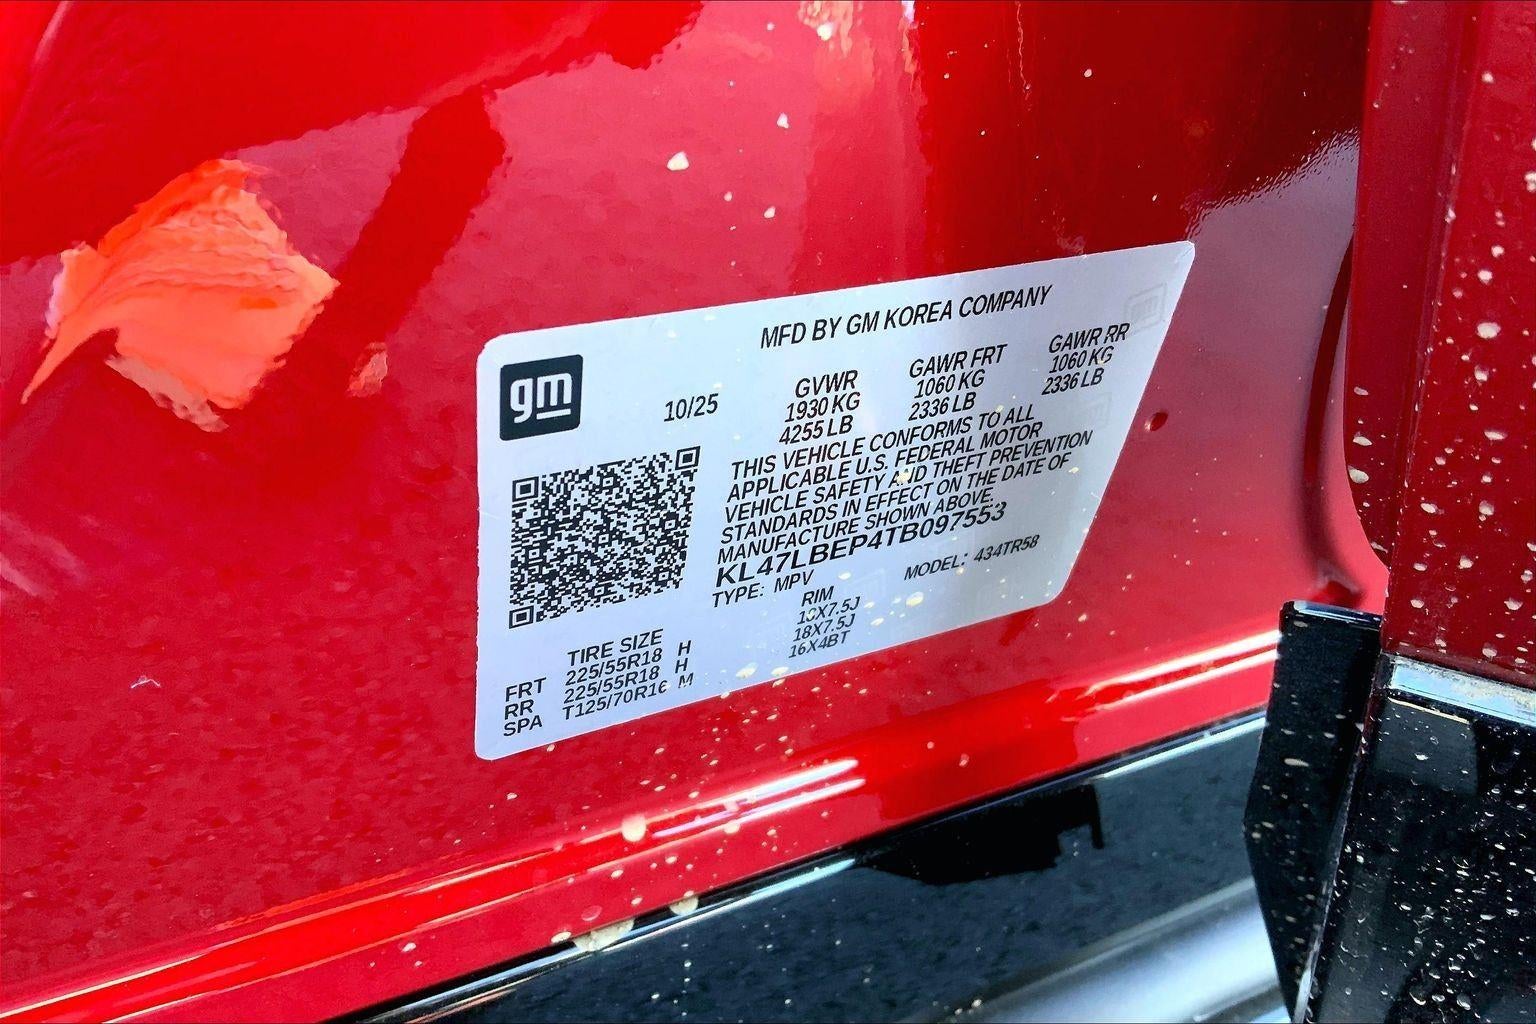 MFD BY GM KOREA COMPANY
gm
10/25
GVWR GAWR FRT GAWR RR
1930 KG 1060 KG 1060 KG
4255 LB 2336 LB 2336 LB
THIS VEHICLE CONFORMS TO ALL
APPLICABLE U.S. FEDERAL MOTOR
VEHICLE SAFETY AND THEFT PREVENTION
STANDARDS IN EFFECT ON THE DATE OF
MANUFACTURE SHOWN ABOVE.
KL47LBEP4TB097553
TYPE: MPV MODEL: 434TR58
TIRE SIZE RIM
FRT 225/55R18 H 18X7.5J
RR 225/55R18 H 18X7.5J
SPA T125/70R16 M 16X4BT